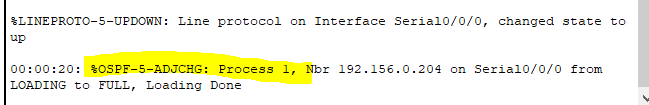 %LINEPROTO-5-UPDOWN: Line protocol on Interface Serial0/0/0, changed state to
up
00:00:20: %OSPF-5-ADJCHG: Process 1, Nbr 192.156.0.204 on Serial0/0/0 from
LOADING to FULL, Loading Done